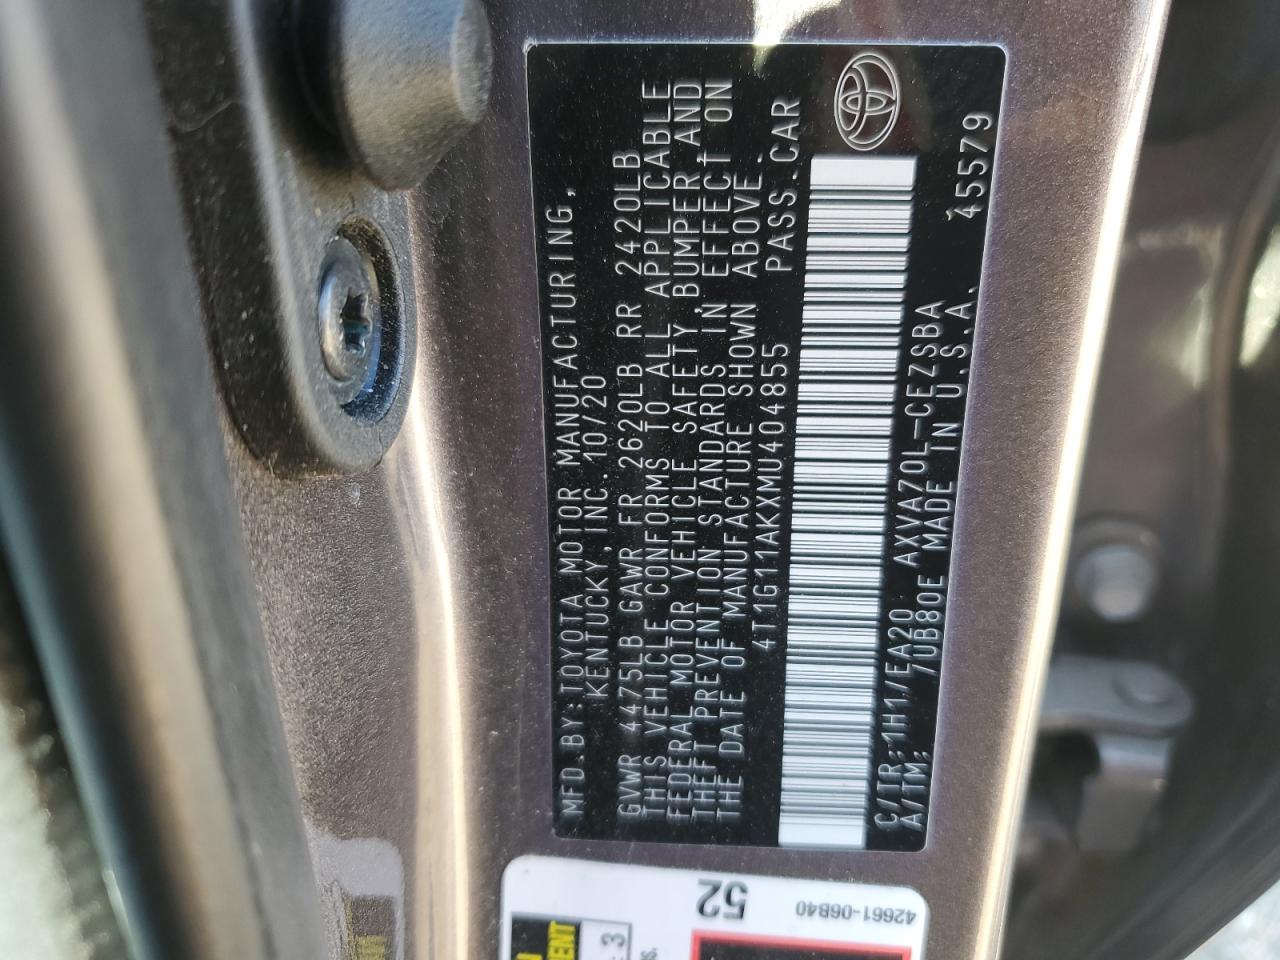 MFD.BY:TOYOTA MOTOR MANUFACTURING,
KENTUCKY,INC. 10/20
GVWR 4475LB GAWR FR 2620LB RR 2420LB
THIS VEHICLE CONFORMS TO ALL APPLICABLE
FEDERAL MOTOR VEHICLE SAFETY,BUMPER,AND
THEFT PREVENTION STANDARDS IN EFFECT ON
THE DATE OF MANUFACTURE SHOWN ABOVE.
4T1G11AKXMU404855 PASS.CAR
C/TR:1H1/EA20 AXVA70L-CEZSBA
A/TM: /UB80E MADE IN U.S.A. 45579
52
42661-06B40
3